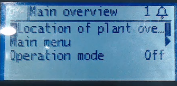 Main overview 1
Location of plant ove…
Main menu
Operation mode Off